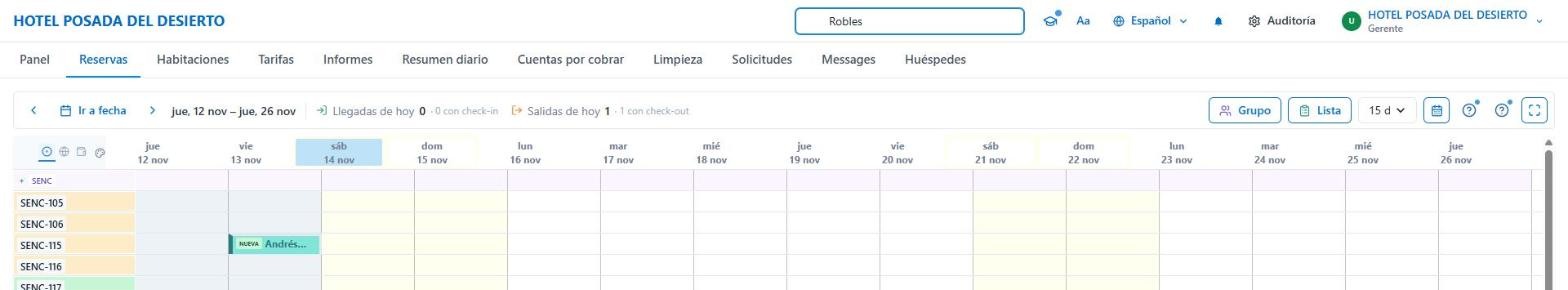 HOTEL POSADA DEL DESIERTO
Robles
Aa
Español
Auditoría
U
HOTEL POSADA DEL DESIERTO
Gerente
Panel
Reservas
Habitaciones
Tarifas
Informes
Resumen diario
Cuentas por cobrar
Limpieza
Solicitudes
Messages
Huéspedes
Ir a fecha
jue, 12 nov – jue, 26 nov
Llegadas de hoy 0 · 0 con check-in
Salidas de hoy 1 · 1 con check-out
Grupo
Lista
15 d
jue
12 nov
vie
13 nov
sáb
14 nov
dom
15 nov
lun
16 nov
mar
17 nov
mié
18 nov
jue
19 nov
vie
20 nov
sáb
21 nov
dom
22 nov
lun
23 nov
mar
24 nov
mié
25 nov
jue
26 nov
+ SENC
SENC-105
SENC-106
SENC-115
NUEVA Andrés...
SENC-116
SENC-117